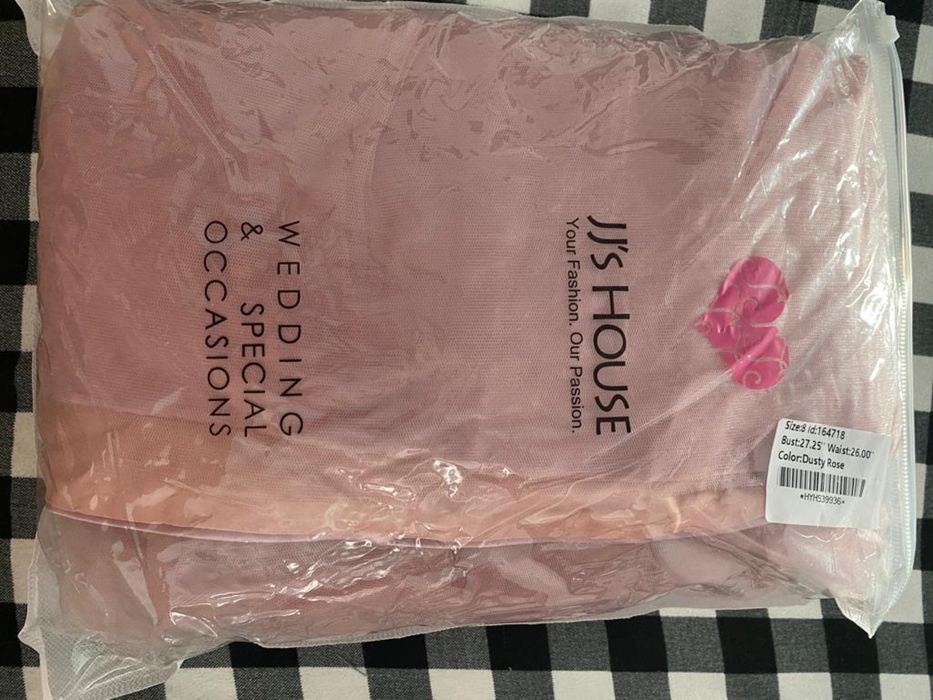 JJ's HOUSE
Your Fashion. Our Passion.
WEDDING
& SPECIAL
OCCASIONS
Size:8 id:164718
Bust:27.25'' Waist:26.00''
Color:Dusty Rose
*HYHS39936*